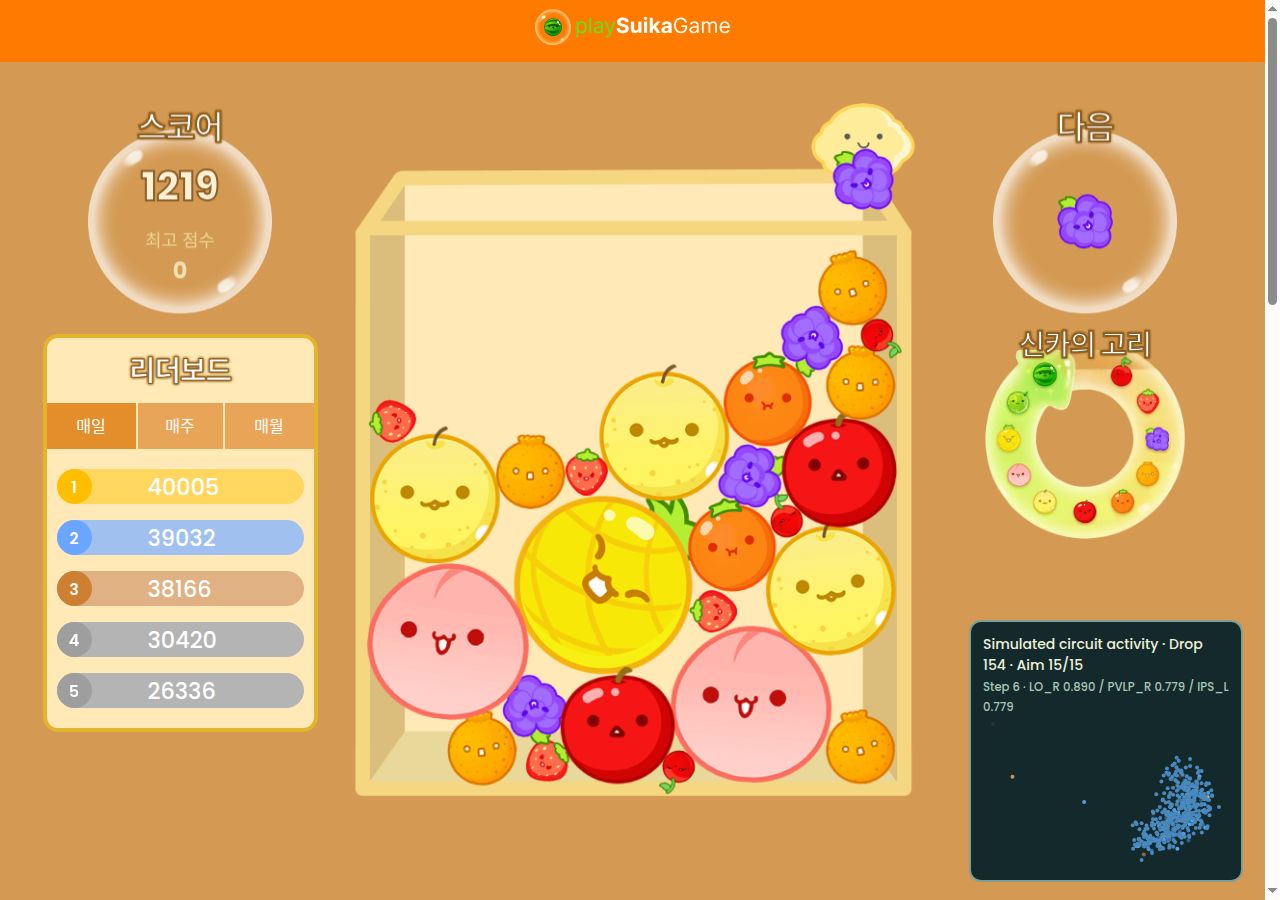 playSuikaGame
스코어
1219
최고 점수
0
다음
리더보드
매일 매주 매월
1 40005
2 39032
3 38166
4 30420
5 26336
신카의 고리
Simulated circuit activity · Drop
154 · Aim 15/15
Step 6 · LO_R 0.890 / PVLP_R 0.779 / IPS_L
0.779